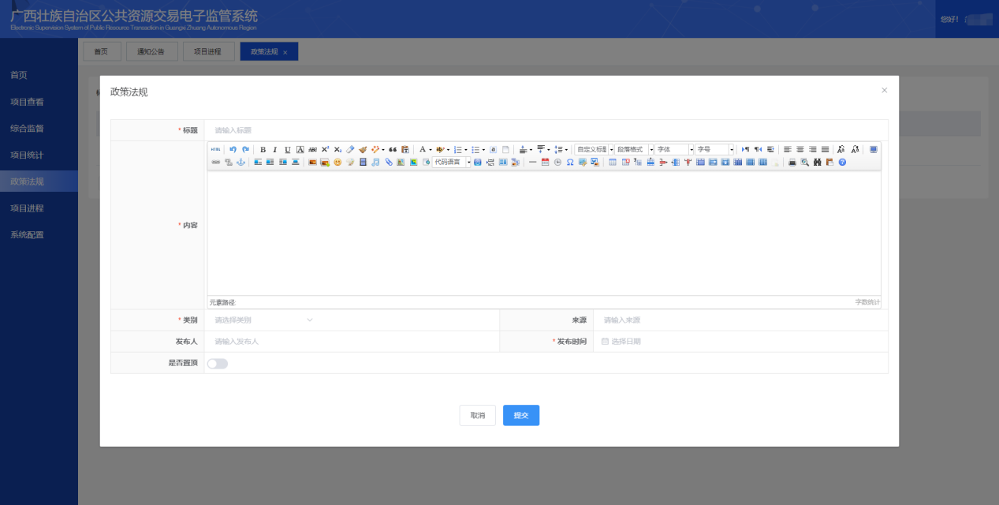 广西壮族自治区公共资源交易电子监管系统
Electronic Supervision System of Public Resource Transaction in Guangxi Zhuang Autonomous Region
您好!
首页
通知公告
项目进程
政策法规 ×
首页
项目查看
综合监督
项目统计
政策法规
项目进程
系统配置
政策法规
×
* 标题
请输入标题
* 内容
HTML
B I U A ABC X² X₂
自定义标题
段落格式
字体
字号
代码语言
元素路径
字数统计
* 类别
请选择类别
来源
请输入来源
发布人
请输入发布人
* 发布时间
选择日期
是否置顶
取消
提交